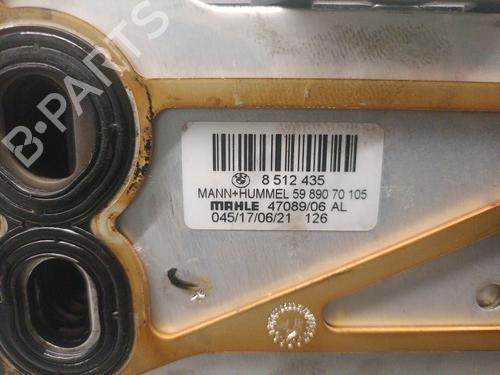 B-PARTS
8 512 435
MANN+HUMMEL 59 890 70 105
MAHLE 47089/06 AL
045/17/06/21 126